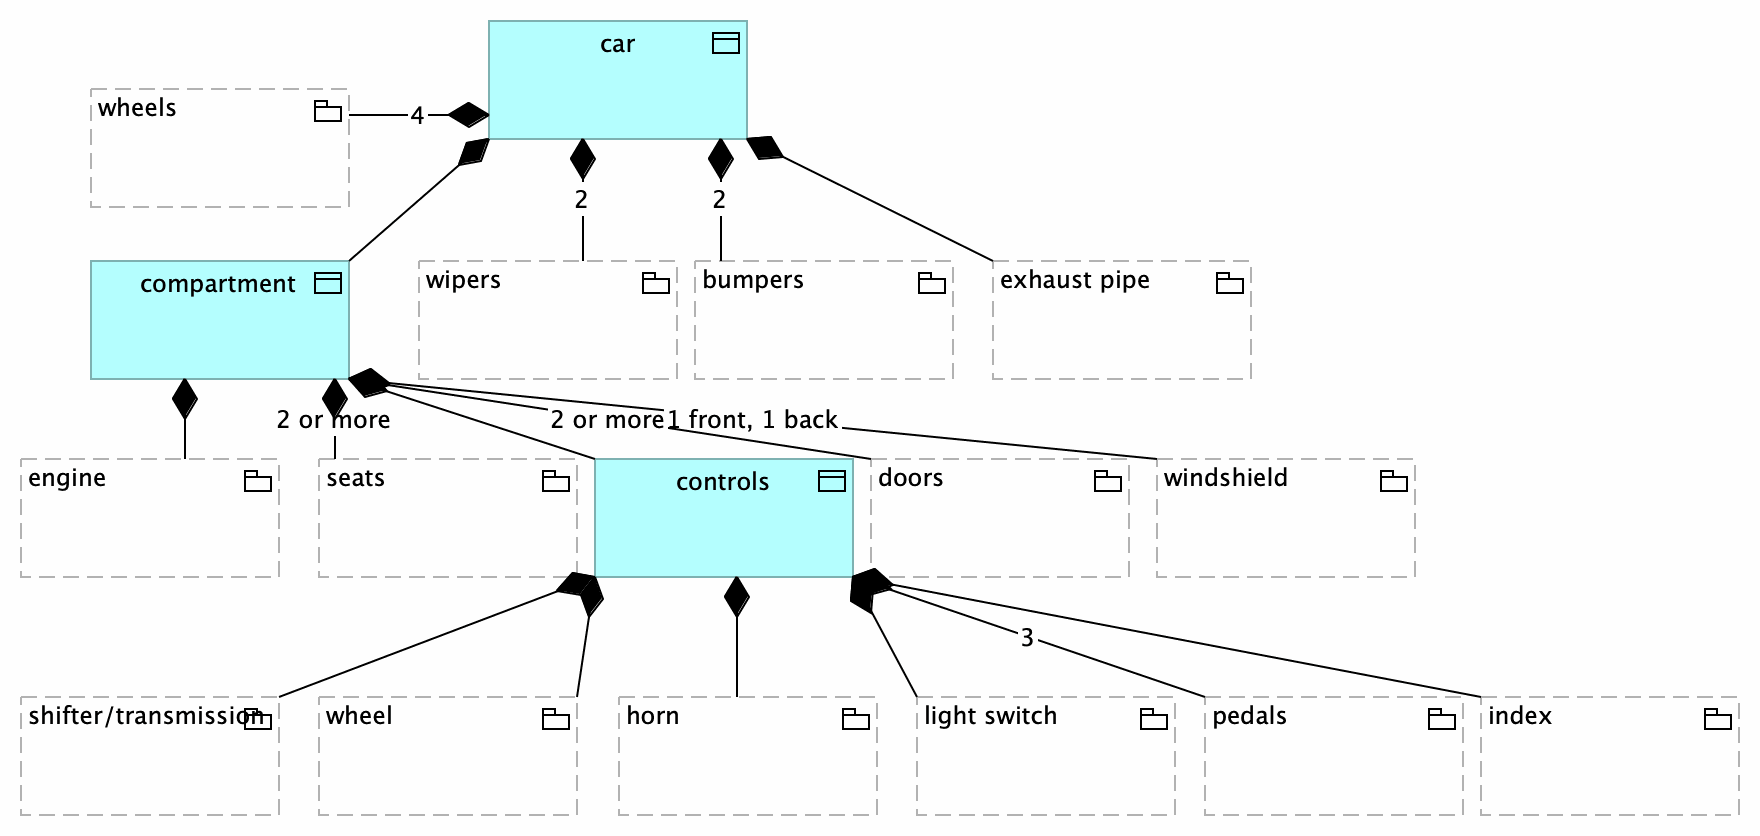 car
wheels
4
2
2
compartment
wipers
bumpers
exhaust pipe
2 or more
2 or more
1 front, 1 back
engine
seats
controls
doors
windshield
3
shifter/transmission
wheel
horn
light switch
pedals
index